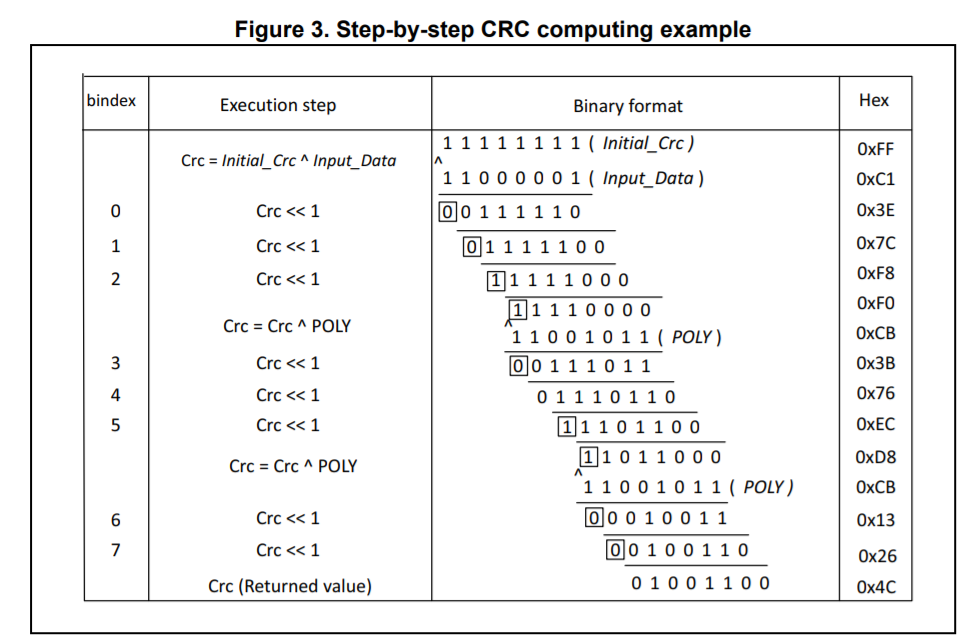 Figure 3. Step-by-step CRC computing example
bindex Execution step Binary format Hex
1 1 1 1 1 1 1 1 ( Initial_Crc ) 0xFF
Crc = Initial_Crc ^ Input_Data ^
1 1 0 0 0 0 0 1 ( Input_Data ) 0xC1
0 Crc << 1 0 0 1 1 1 1 1 0 0x3E
1 Crc << 1 0 1 1 1 1 1 0 0 0x7C
2 Crc << 1 1 1 1 1 1 0 0 0 0xF8
1 1 1 1 0 0 0 0 0xF0
Crc = Crc ^ POLY ^ 1 1 0 0 1 0 1 1 ( POLY ) 0xCB
3 Crc << 1 0 0 1 1 1 0 1 1 0x3B
4 Crc << 1 0 1 1 1 0 1 1 0 0x76
5 Crc << 1 1 1 1 0 1 1 0 0 0xEC
1 1 0 1 1 0 0 0 0xD8
Crc = Crc ^ POLY ^ 1 1 0 0 1 0 1 1 ( POLY ) 0xCB
6 Crc << 1 0 0 0 1 0 0 1 1 0x13
7 Crc << 1 0 0 1 0 0 1 1 0 0x26
Crc (Returned value) 0 1 0 0 1 1 0 0 0x4C